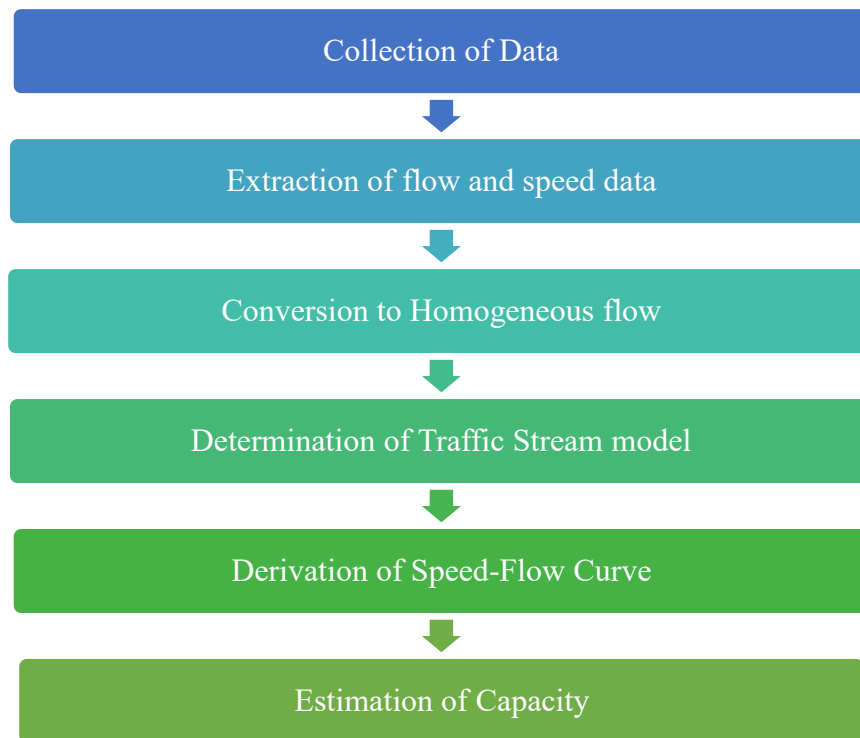 Collection of Data
Extraction of flow and speed data
Conversion to Homogeneous flow
Determination of Traffic Stream model
Derivation of Speed-Flow Curve
Estimation of Capacity